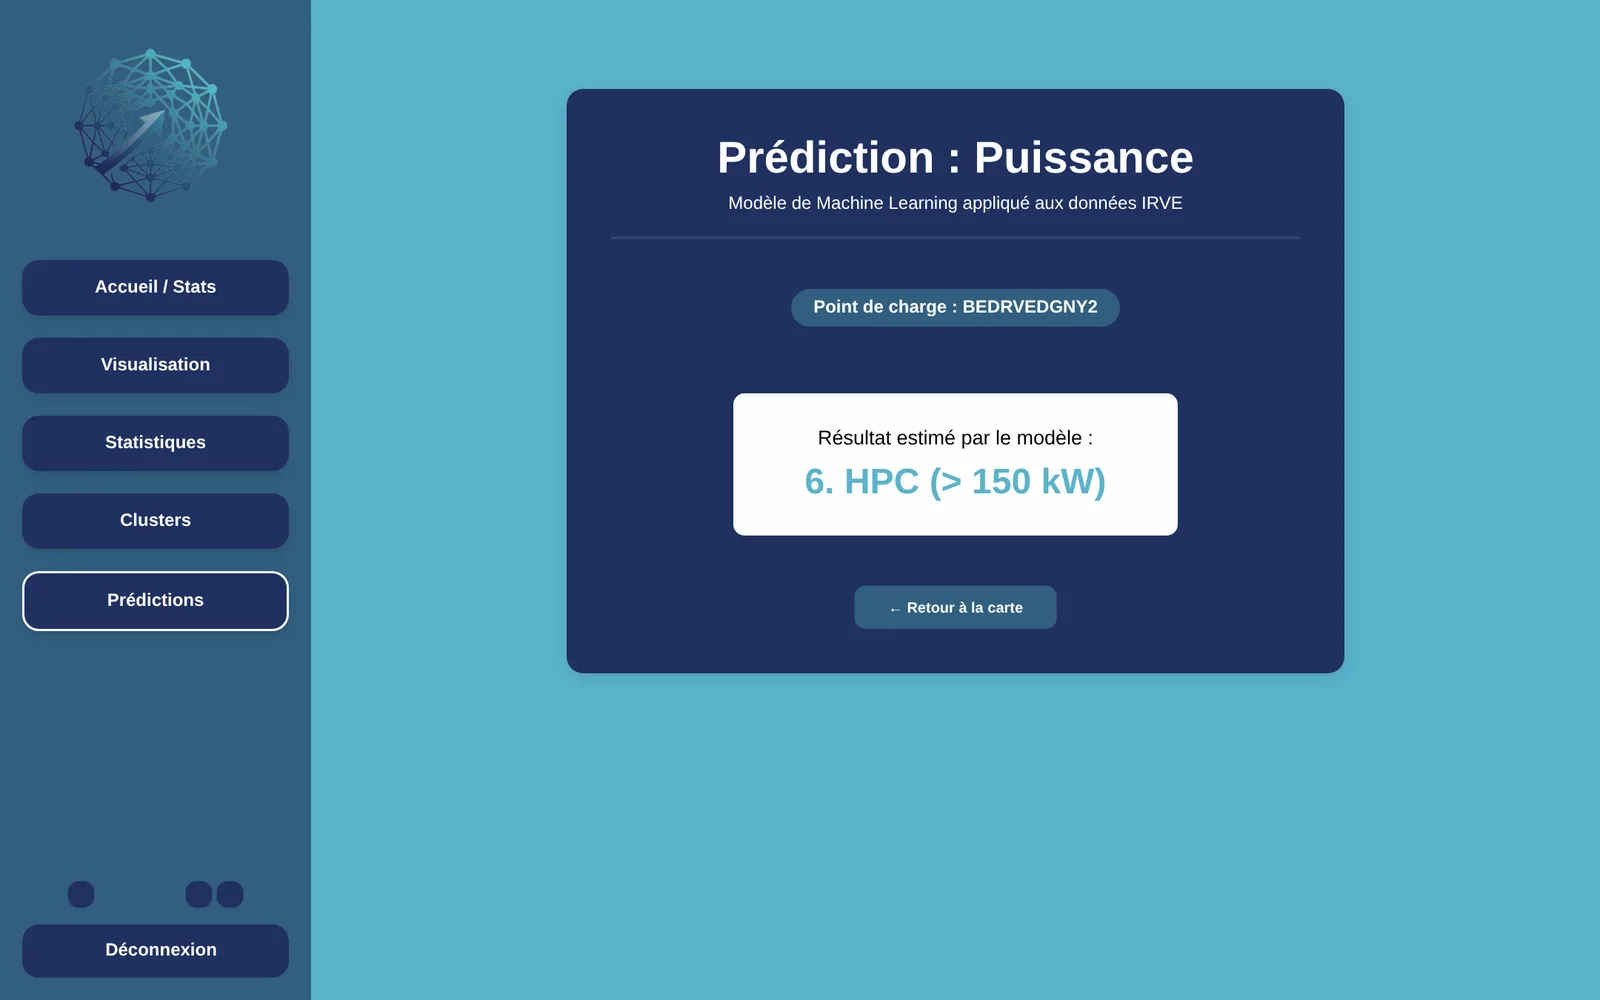 Accueil / Stats
Visualisation
Statistiques
Clusters
Prédictions
Déconnexion
Prédiction : Puissance
Modèle de Machine Learning appliqué aux données IRVE
Point de charge : BEDRVEDGNY2
Résultat estimé par le modèle :
6. HPC (> 150 kW)
← Retour à la carte